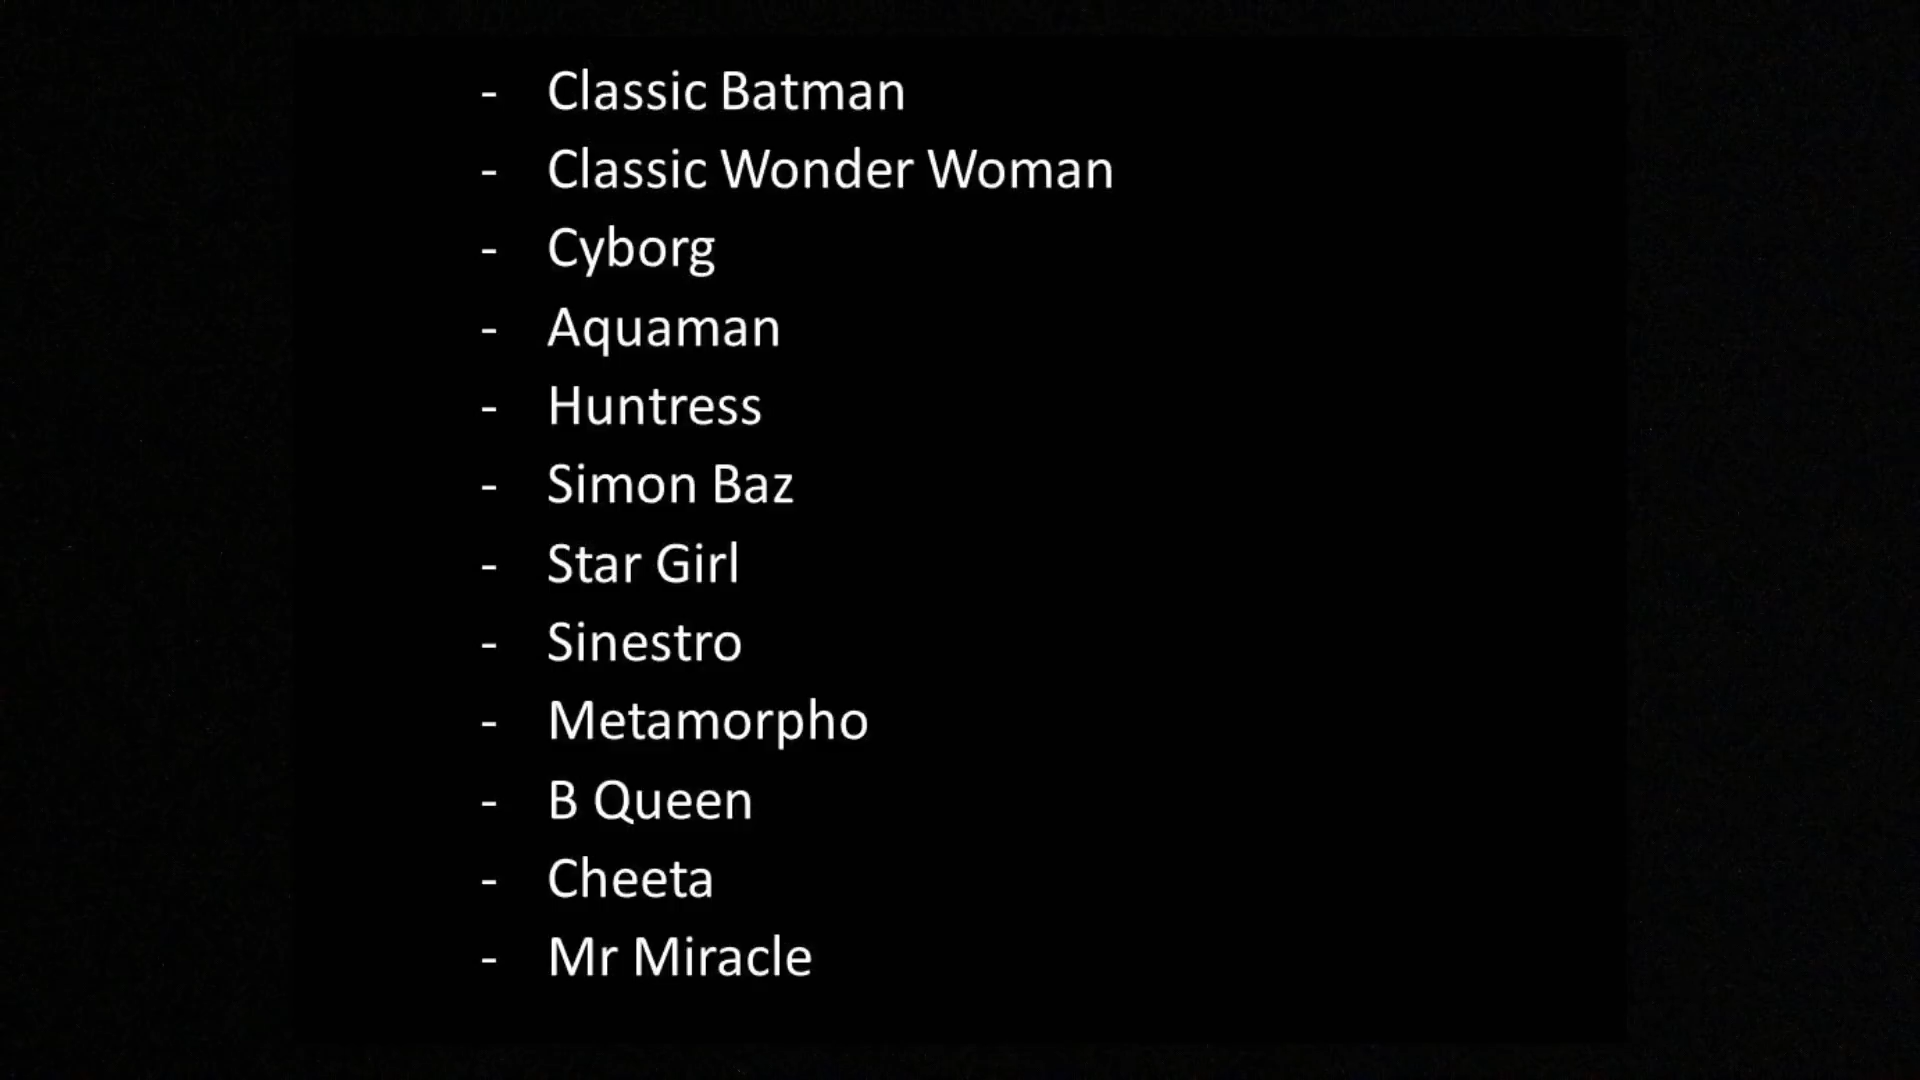 - Classic Batman
- Classic Wonder Woman
- Cyborg
- Aquaman
- Huntress
- Simon Baz
- Star Girl
- Sinestro
- Metamorpho
- B Queen
- Cheeta
- Mr Miracle